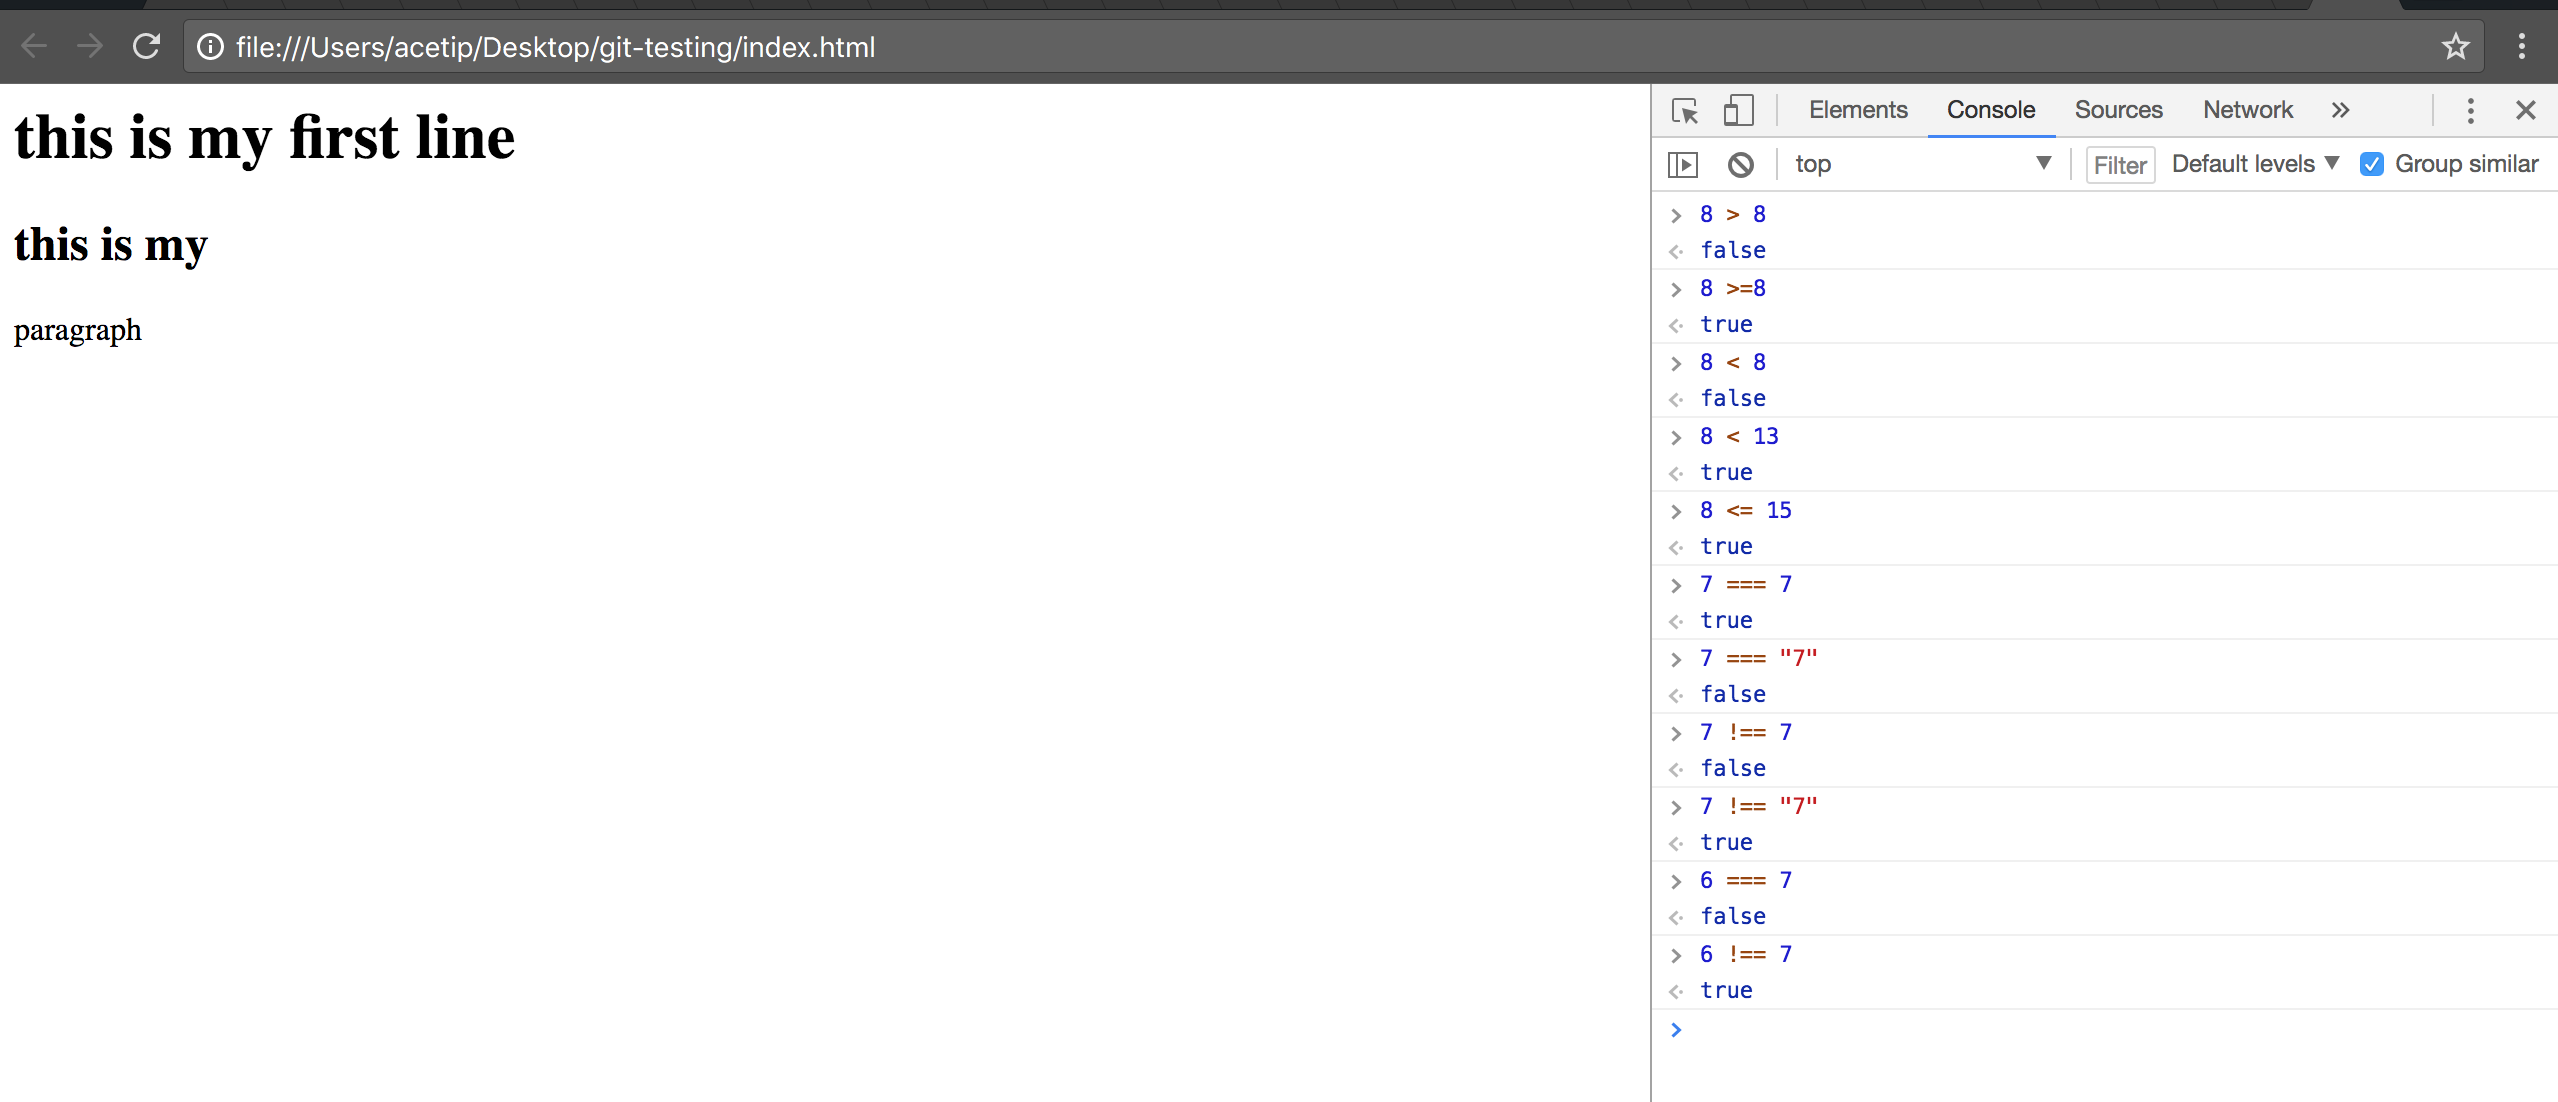 file:///Users/acetip/Desktop/git-testing/index.html
this is my first line
this is my
paragraph
Elements Console Sources Network »
top Filter Default levels Group similar
> 8 > 8
false
> 8 >=8
true
> 8 < 8
false
> 8 < 13
true
> 8 <= 15
true
> 7 === 7
true
> 7 === "7"
false
> 7 !== 7
false
> 7 !== "7"
true
> 6 === 7
false
> 6 !== 7
true
>